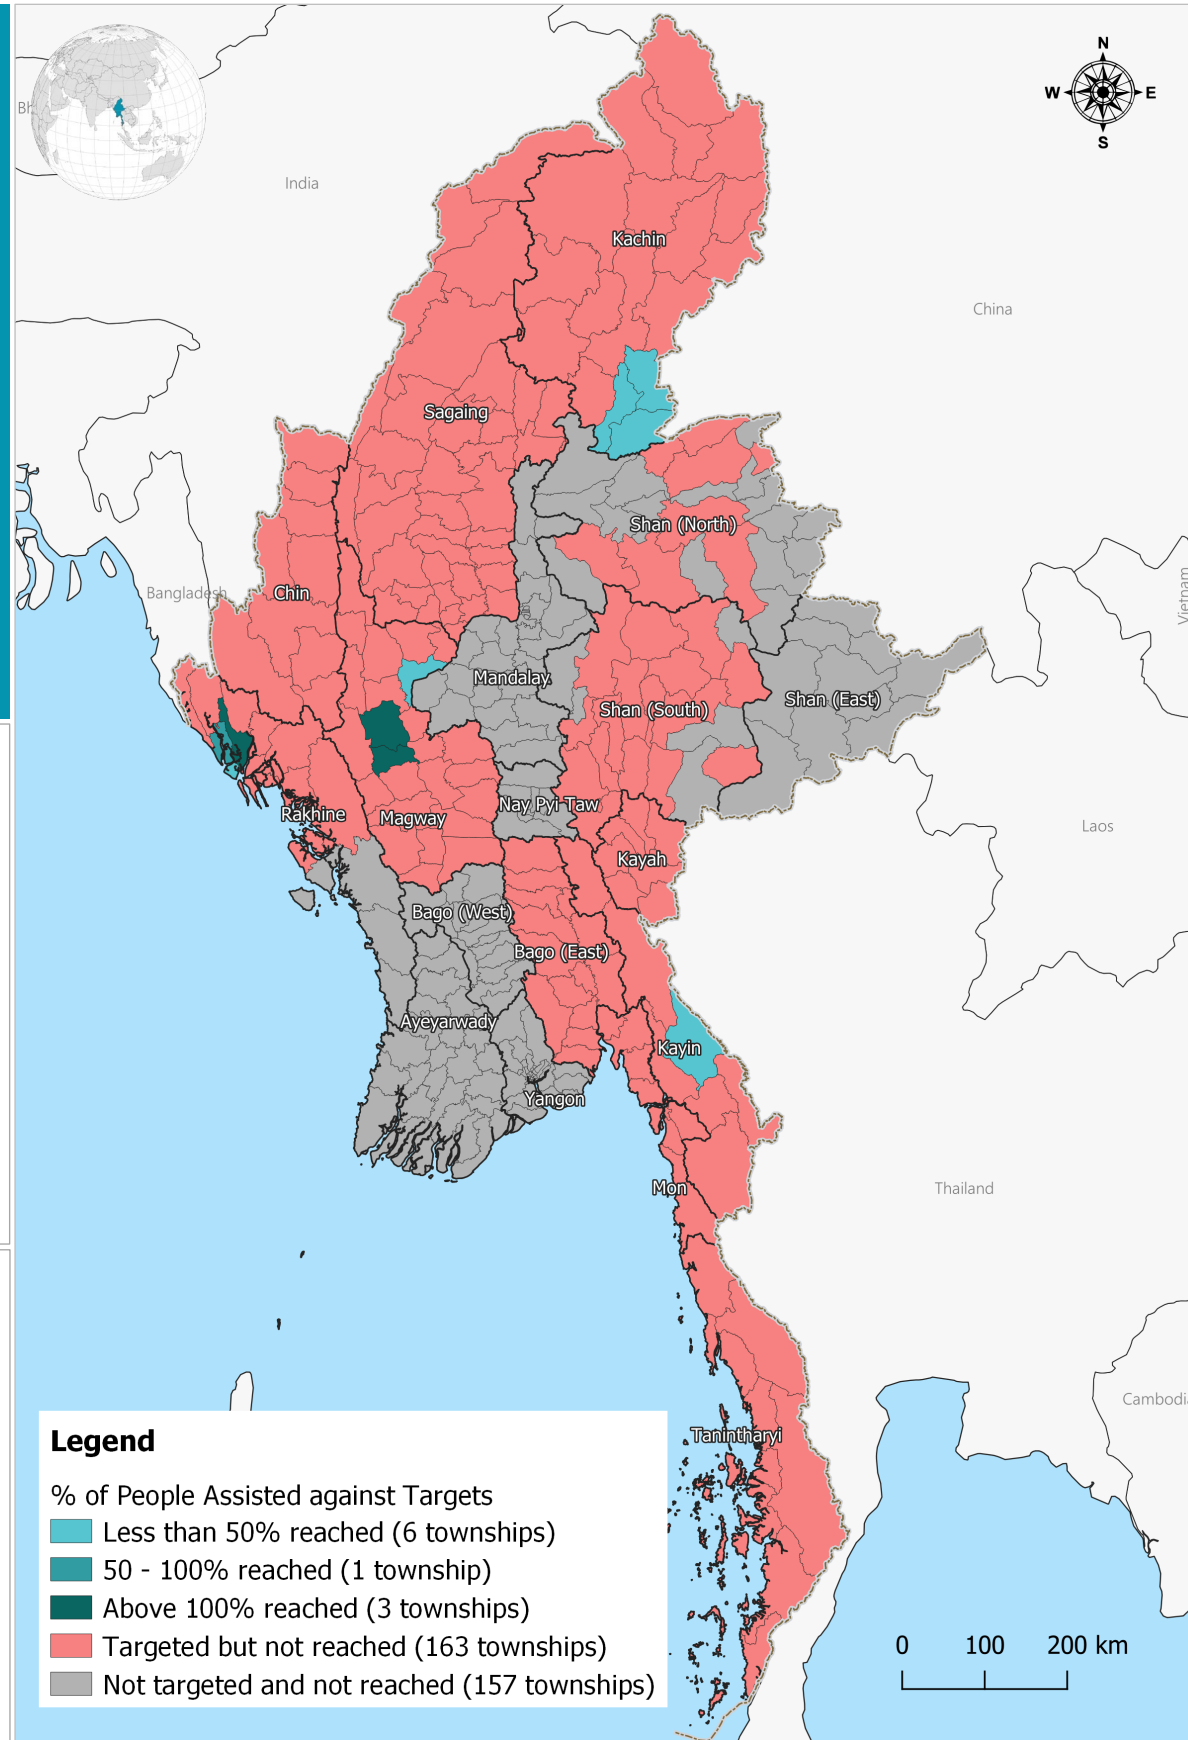 N
W
E
S
Bh
India
Kachin
China
Sagaing
Shan (North)
Vietnam
Bangladesh
Chin
Mandalay
Shan (East)
Shan (South)
Nay Pyi Taw
Rakhine
Magway
Laos
Kayah
Bago (West)
Bago (East)
Ayeyarwady
Kayin
Yangon
Mon
Thailand
Cambodia
Tanintharyi
Legend
% of People Assisted against Targets
Less than 50% reached (6 townships)
50 - 100% reached (1 township)
Above 100% reached (3 townships)
Targeted but not reached (163 townships)
Not targeted and not reached (157 townships)
0 100 200 km